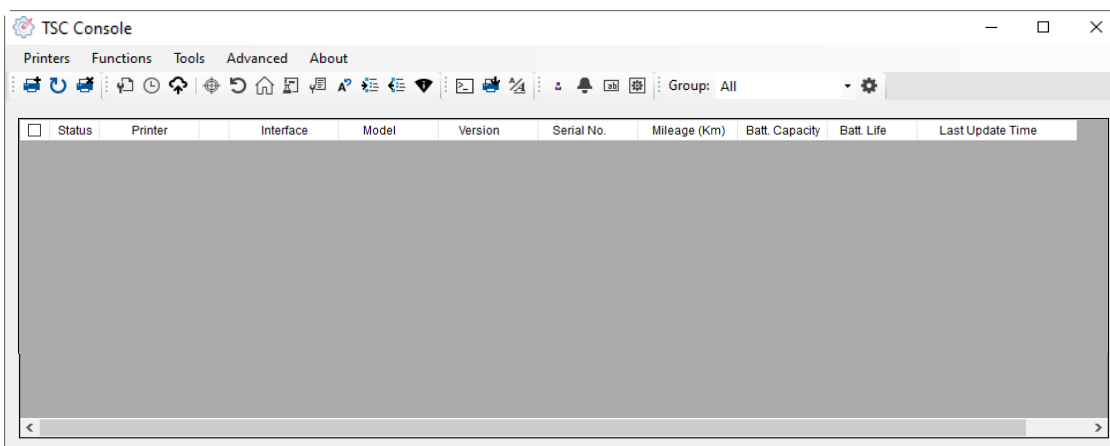 TSC Console
Printers Functions Tools Advanced About
Group: All
Status Printer Interface Model Version Serial No. Mileage (Km) Batt. Capacity Batt. Life Last Update Time